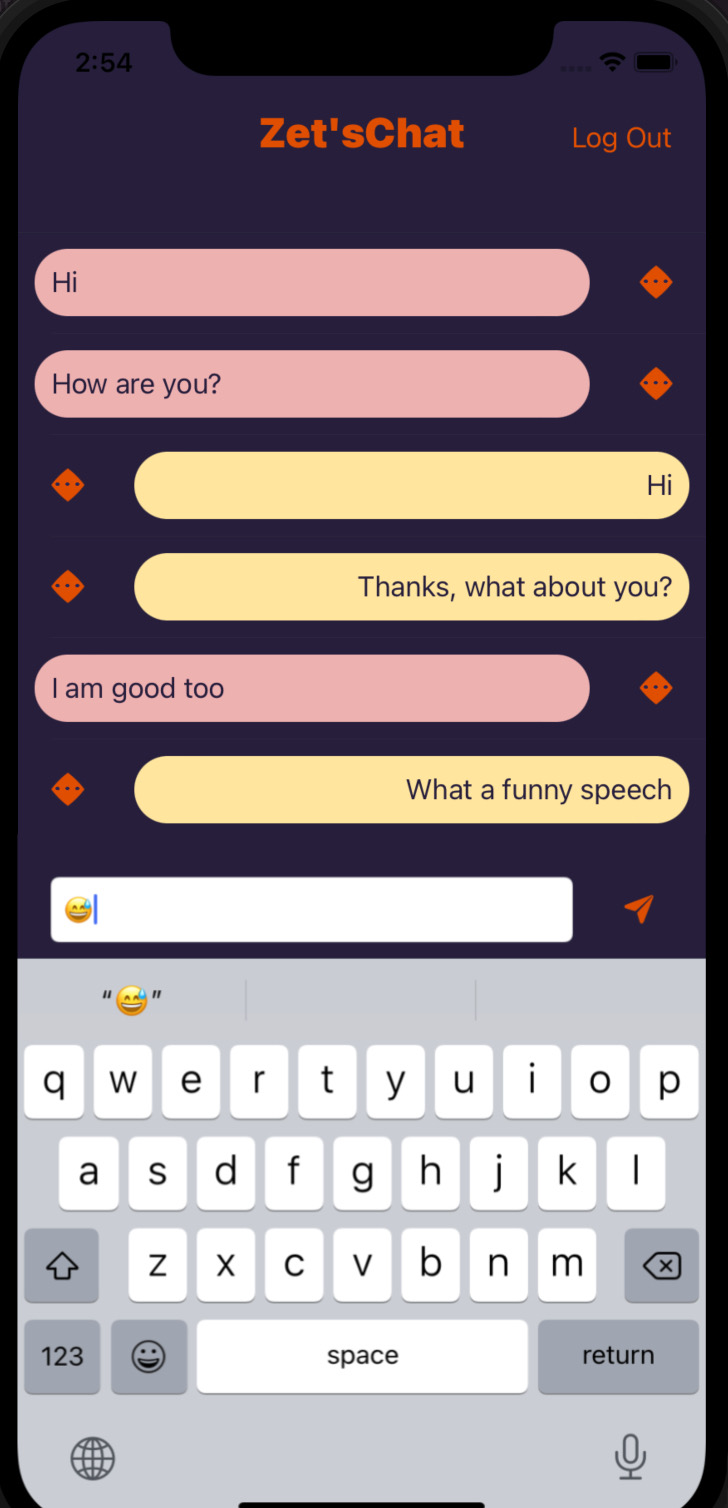 2:54
Zet'sChat
Log Out
Hi
How are you?
Hi
Thanks, what about you?
I am good too
What a funny speech
😅
“😅”
q w e r t y u i o p
a s d f g h j k l
z x c v b n m
123 space return